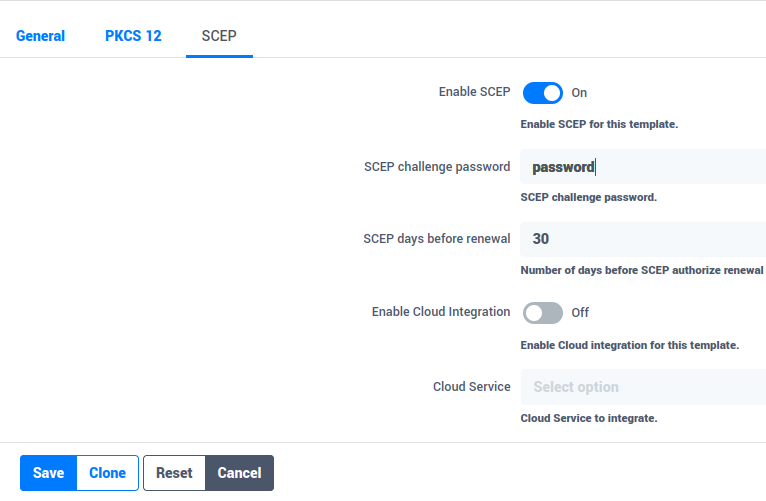 General PKCS 12 SCEP
Enable SCEP On
Enable SCEP for this template.
SCEP challenge password password
SCEP challenge password.
SCEP days before renewal 30
Number of days before SCEP authorize renewal
Enable Cloud Integration Off
Enable Cloud integration for this template.
Cloud Service Select option
Cloud Service to integrate.
Save Clone Reset Cancel